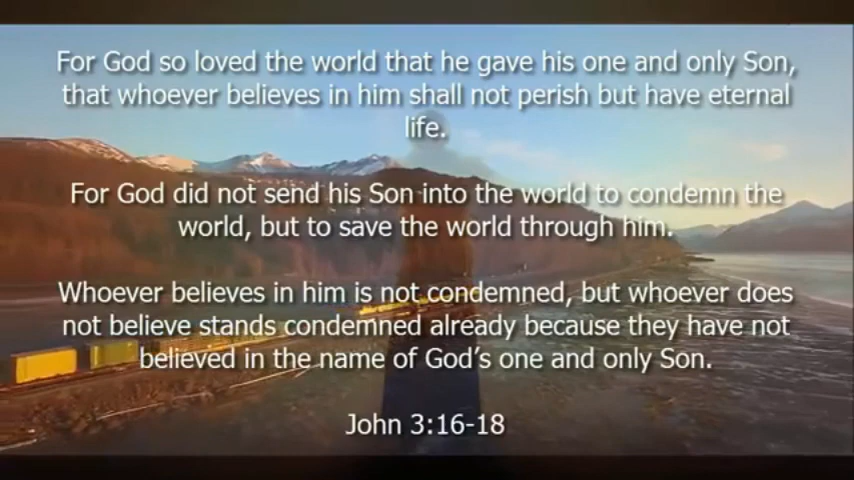 For God so loved the world that he gave his one and only Son,
that whoever believes in him shall not perish but have eternal
life.
For God did not send his Son into the world to condemn the
world, but to save the world through him.
Whoever believes in him is not condemned, but whoever does
not believe stands condemned already because they have not
believed in the name of God’s one and only Son.
John 3:16-18